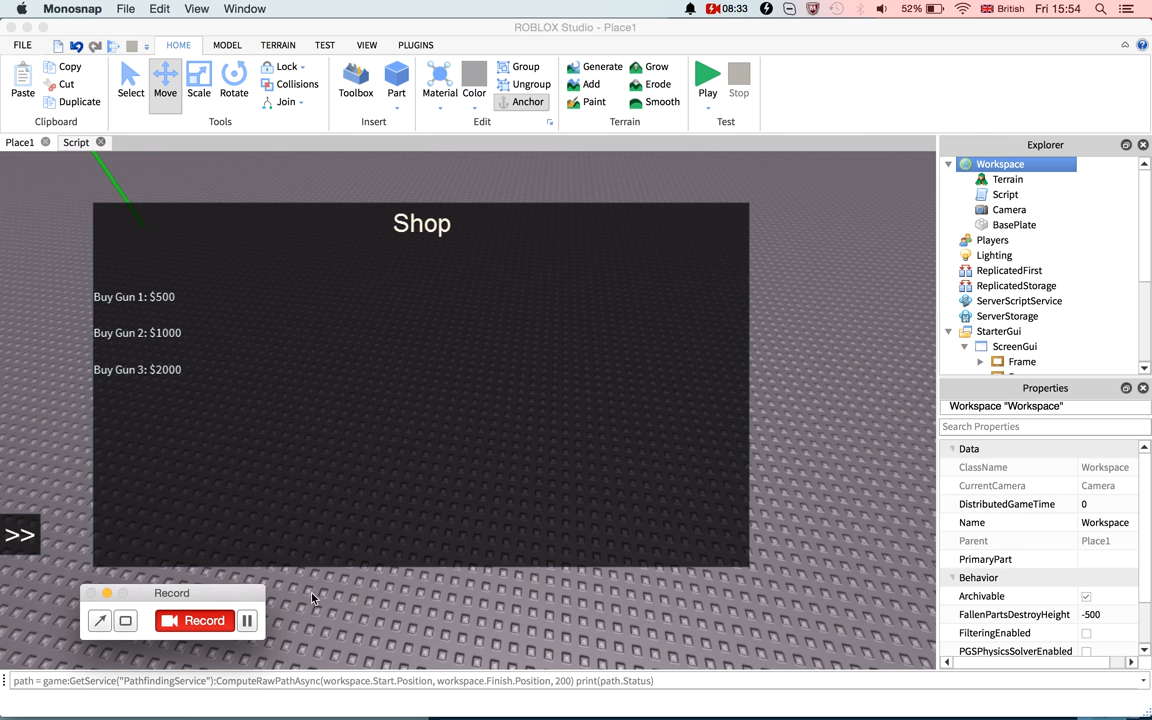 Monosnap File Edit View Window 08:33 52% British Fri 15:54
ROBLOX Studio - Place1
FILE HOME MODEL TERRAIN TEST VIEW PLUGINS
Paste Copy Cut Duplicate
Clipboard
Select Move Scale Rotate Lock Collisions Join
Tools
Toolbox Part
Insert
Material Color Group Ungroup Anchor
Edit
Generate Add Paint Grow Erode Smooth
Terrain
Play Stop
Test
Place1 Script
Shop
Buy Gun 1: $500
Buy Gun 2: $1000
Buy Gun 3: $2000
>>
Record
Record
Explorer
Workspace
Terrain
Script
Camera
BasePlate
Players
Lighting
ReplicatedFirst
ReplicatedStorage
ServerScriptService
ServerStorage
StarterGui
ScreenGui
Frame
Properties
Workspace "Workspace"
Search Properties
Data
ClassName Workspace
CurrentCamera Camera
DistributedGameTime 0
Name Workspace
Parent Place1
PrimaryPart
Behavior
Archivable
FallenPartsDestroyHeight -500
FilteringEnabled
PGSPhysicsSolverEnabled
path = game:GetService("PathfindingService"):ComputeRawPathAsync(workspace.Start.Position, workspace.Finish.Position, 200) print(path.Status)